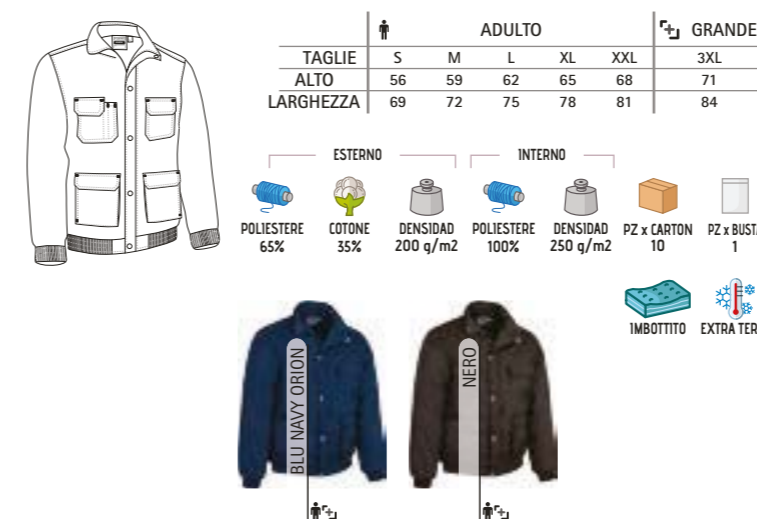 ADULTO GRANDE
TAGLIE S M L XL XXL 3XL
ALTO 56 59 62 65 68 71
LARGHEZZA 69 72 75 78 81 84
ESTERNO INTERNO
POLIESTERE COTONE DENSIDAD POLIESTERE DENSIDAD PZ x CARTON PZ x BUSTA
65% 35% 200 g/m2 100% 250 g/m2 10 1
IMBOTTITO EXTRA TER
BLU NAVY ORION
NERO